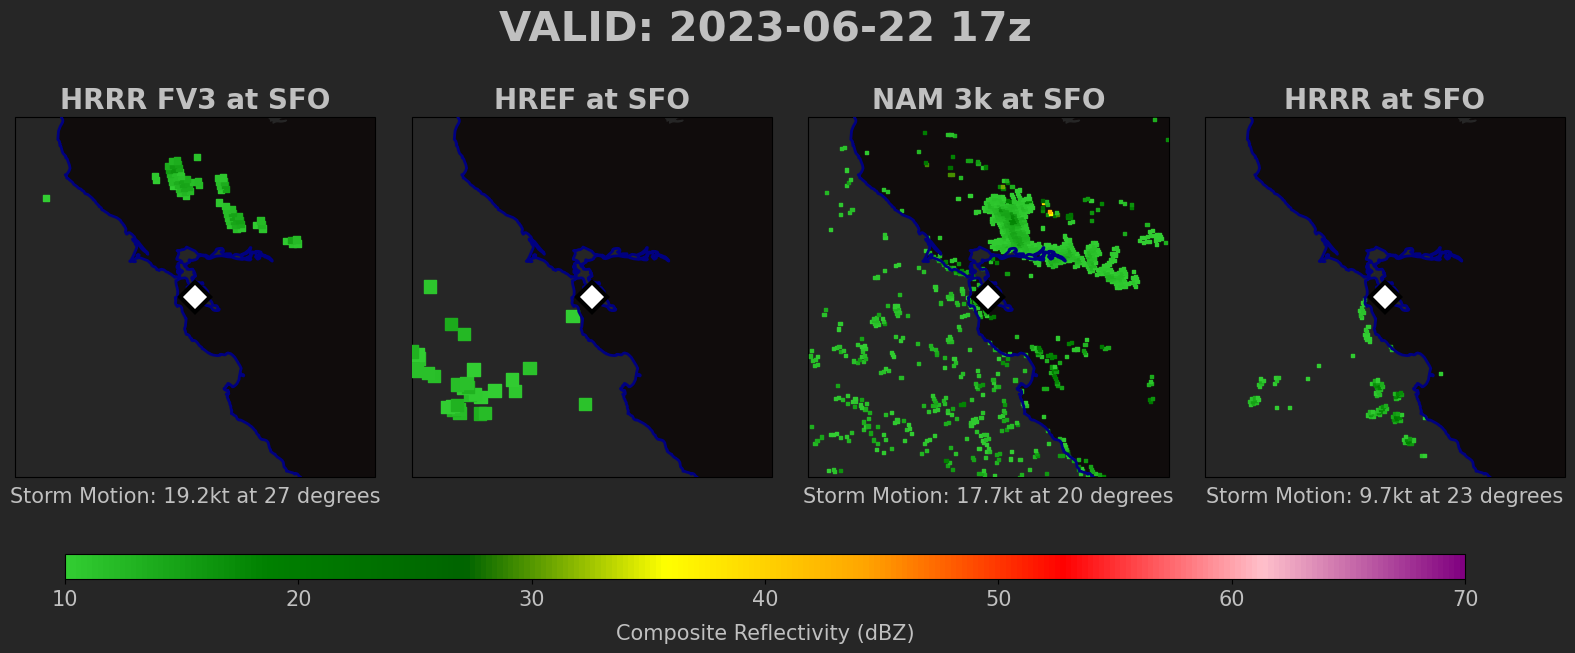 VALID: 2023-06-22 17z
HRRR FV3 at SFO
HREF at SFO
NAM 3k at SFO
HRRR at SFO
Storm Motion: 19.2kt at 27 degrees
Storm Motion: 17.7kt at 20 degrees
Storm Motion: 9.7kt at 23 degrees
10 20 30 40 50 60 70
Composite Reflectivity (dBZ)